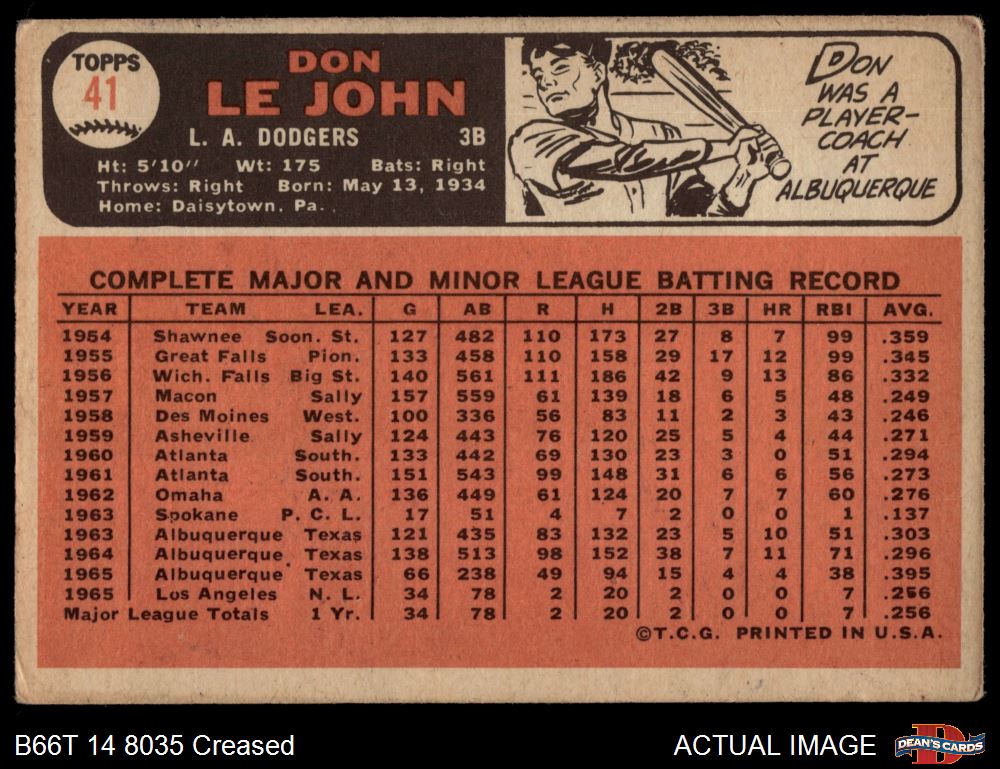 TOPPS
41
DON
LE JOHN
L. A. DODGERS 3B
Ht: 5'10" Wt: 175 Bats: Right
Throws: Right Born: May 13, 1934
Home: Daisytown, Pa.
DON
WAS A
PLAYER-
COACH
AT
ALBUQUERQUE
COMPLETE MAJOR AND MINOR LEAGUE BATTING RECORD
YEAR TEAM LEA. G AB R H 2B 3B HR RBI AVG.
1954 Shawnee Soon. St. 127 482 110 173 27 8 7 99 .359
1955 Great Falls Pion. 133 458 110 158 29 17 12 99 .345
1956 Wich. Falls Big St. 140 561 111 186 42 9 13 86 .332
1957 Macon Sally 157 559 61 139 18 6 5 48 .249
1958 Des Moines West. 100 336 56 83 11 2 3 43 .246
1959 Asheville Sally 124 443 76 120 25 5 4 44 .271
1960 Atlanta South. 133 442 69 130 23 3 0 51 .294
1961 Atlanta South. 151 543 99 148 31 6 6 56 .273
1962 Omaha A. A. 136 449 61 124 20 7 7 60 .276
1963 Spokane P. C. L. 17 51 4 7 2 0 0 1 .137
1963 Albuquerque Texas 121 435 83 132 23 5 10 51 .303
1964 Albuquerque Texas 138 513 98 152 38 7 11 71 .296
1965 Albuquerque Texas 66 238 49 94 15 4 4 38 .395
1965 Los Angeles N. L. 34 78 2 20 2 0 0 7 .256
Major League Totals 1 Yr. 34 78 2 20 2 0 0 7 .256
©T.C.G. PRINTED IN U.S.A.
B66T 14 8035 Creased
ACTUAL IMAGE
DEAN'S CARDS